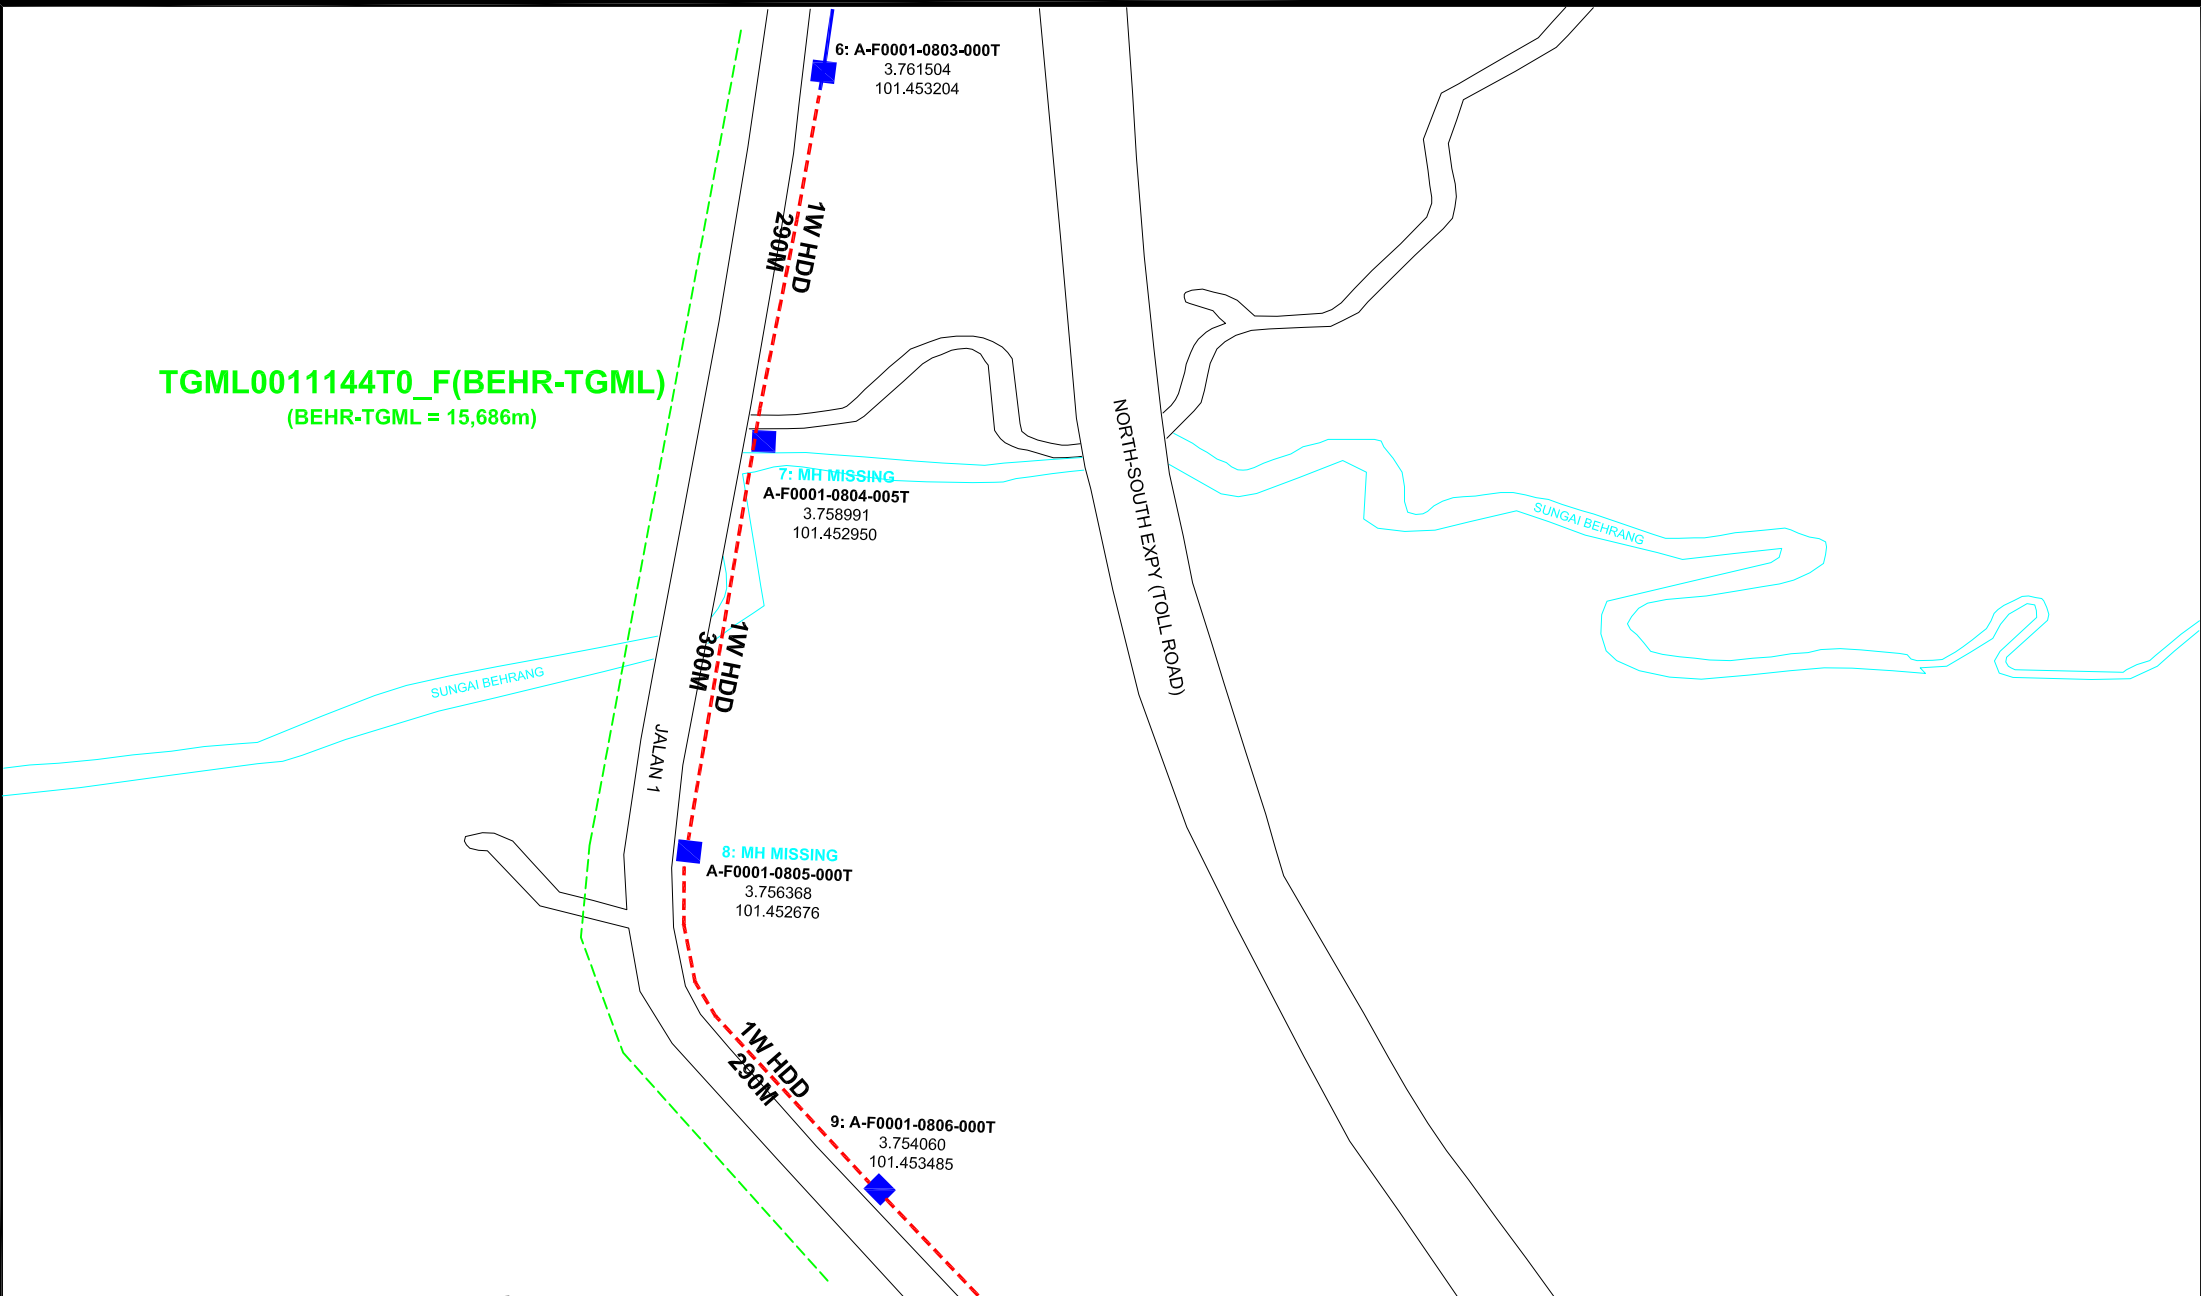 6: A-F0001-0803-000T
3.761504
101.453204
1W HDD
290M
TGML0011144T0_F(BEHR-TGML)
(BEHR-TGML = 15,686m)
NORTH-SOUTH EXPY (TOLL ROAD)
7: MH MISSING
A-F0001-0804-005T
3.758991
101.452950
SUNGAI BEHRANG
1W HDD
300M
SUNGAI BEHRANG
JALAN 1
8: MH MISSING
A-F0001-0805-000T
3.756368
101.452676
1W HDD
290M
9: A-F0001-0806-000T
3.754060
101.453485